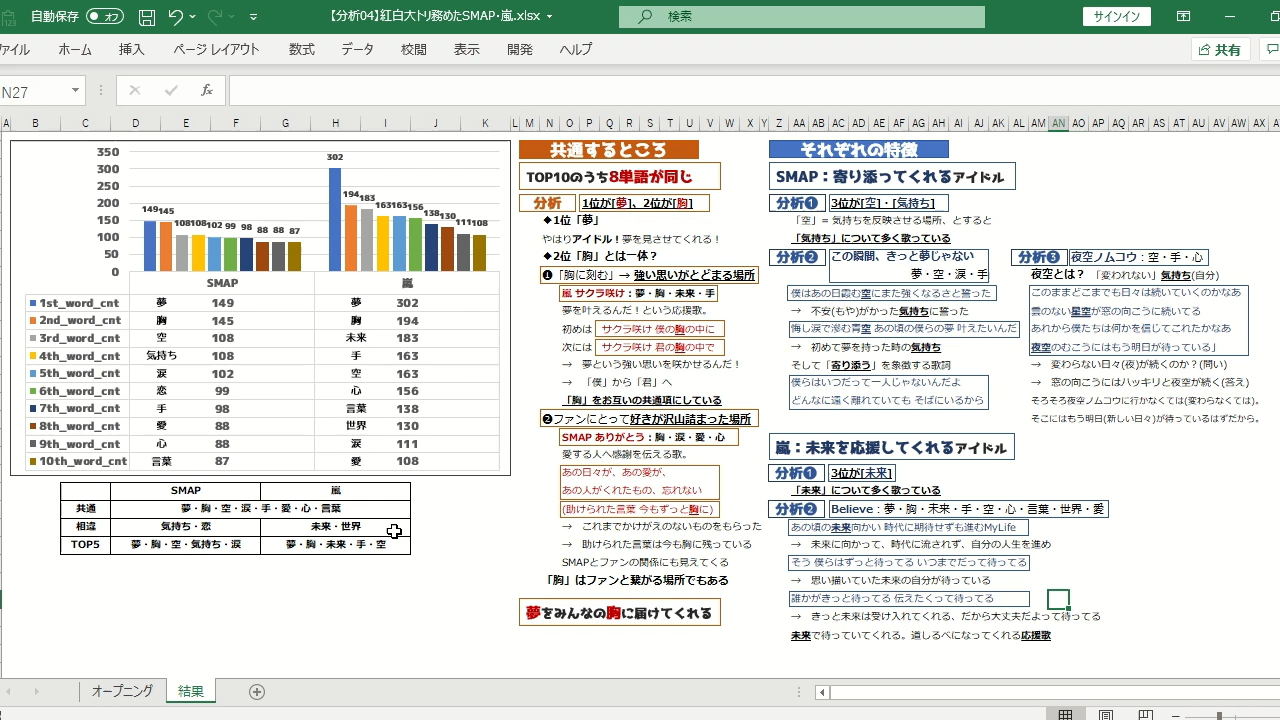 自動保存 オフ
【分析04】紅白大トリ務めたSMAP・嵐.xlsx
検索
サインイン
ァイル ホーム 挿入 ページ レイアウト 数式 データ 校閲 表示 開発 ヘルプ
共有
N27
fx
A B C D E F G H I J K L M N O P Q R S T U V W X Y Z AA AB AC AD AE AF AG AH AI AJ AK AL AM AN AO AP AQ AR AS AT AU AV AW AX
350
300
250
200
150
100
50
0
149 145 108 108 102 99 98 88 88 87
302 194 183 163 163 156 138 130 111 108
SMAP 嵐
1st_word_cnt 夢 149 夢 302
2nd_word_cnt 胸 145 胸 194
3rd_word_cnt 空 108 未来 183
4th_word_cnt 気持ち 108 手 163
5th_word_cnt 涙 102 空 163
6th_word_cnt 恋 99 心 156
7th_word_cnt 手 98 言葉 138
8th_word_cnt 愛 88 世界 130
9th_word_cnt 心 88 涙 111
10th_word_cnt 言葉 87 愛 108
SMAP 嵐
共通 夢・胸・空・涙・手・愛・心・言葉
相違 気持ち・恋 未来・世界
TOP5 夢・胸・空・気持ち・涙 夢・胸・未来・手・空
共通するところ
TOP10のうち8単語が同じ
分析 1位が[夢]、2位が[胸]
◆1位「夢」
やはりアイドル！夢を見させてくれる！
◆2位「胸」とは一体？
❶「胸に刻む」→ 強い思いがとどまる場所
嵐 サクラ咲け：夢・胸・未来・手
夢を叶えるんだ！という応援歌。
初めは サクラ咲け 僕の胸の中に
次には サクラ咲け 君の胸の中で
→ 夢という強い思いを咲かせるんだ！
→ 「僕」から「君」へ
「胸」をお互いの共通項にしている
❷ファンにとって好きが沢山詰まった場所
SMAP ありがとう：胸・涙・愛・心
愛する人へ感謝を伝える歌。
あの日々が、あの愛が、
あの人がくれたもの、忘れない
(助けられた言葉 今もずっと胸に)
→ これまでかけがえのないものをもらった
→ 助けられた言葉は今も胸に残っている
SMAPとファンの関係にも見えてくる
「胸」はファンと繋がる場所でもある
夢をみんなの胸に届けてくれる
それぞれの特徴
SMAP：寄り添ってくれるアイドル
分析❶ 3位が[空]・[気持ち]
「空」= 気持ちを反映させる場所、とすると
「気持ち」について多く歌っている
分析❷ この瞬間、きっと夢じゃない
夢・空・涙・手
僕はあの日霞む空にまた強くなるさと誓った
→ 不安(もや)がかった気持ちに誓った
悔し涙で滲む青空 あの頃の僕らの夢 叶えたいんだ
→ 初めて夢を持った時の気持ち
そして「寄り添う」を象徴する歌詞
僕らはいつだって一人じゃないんだよ
どんなに遠く離れていても そばにいるから
分析❸ 夜空ノムコウ：空・手・心
夜空とは？ 「変われない」気持ち(自分)
このままどこまでも日々は続いていくのかなあ
雲のない星空が窓の向こうに続いてる
あれから僕たちは何かを信じてこれたかなあ
夜空のむこうにはもう明日が待っている」
→ 変わらない日々(夜)が続くのか？(問い)
→ 窓の向こうにはハッキリと夜空が続く(答え)
そろそろ夜空ノムコウに行かなくては(変わらなくては)。
そこにはもう明日(新しい日々)が待っているはずだから。
嵐：未来を応援してくれるアイドル
分析❶ 3位が[未来]
「未来」について多く歌っている
分析❷ Believe：夢・胸・未来・手・空・心・言葉・世界・愛
あの頃の未来向かい 時代に期待せずも進むMyLife
→ 未来に向かって、時代に流されず、自分の人生を進め
そう 僕らはずっと待ってる いつまでだって待ってる
→ 思い描いていた未来の自分が待っている
誰かがきっと待ってる 伝えたくって待ってる
→ きっと未来は受け入れてくれる、だから大丈夫だよって待ってる
未来で待っていてくれる。道しるべになってくれる応援歌
オープニング 結果